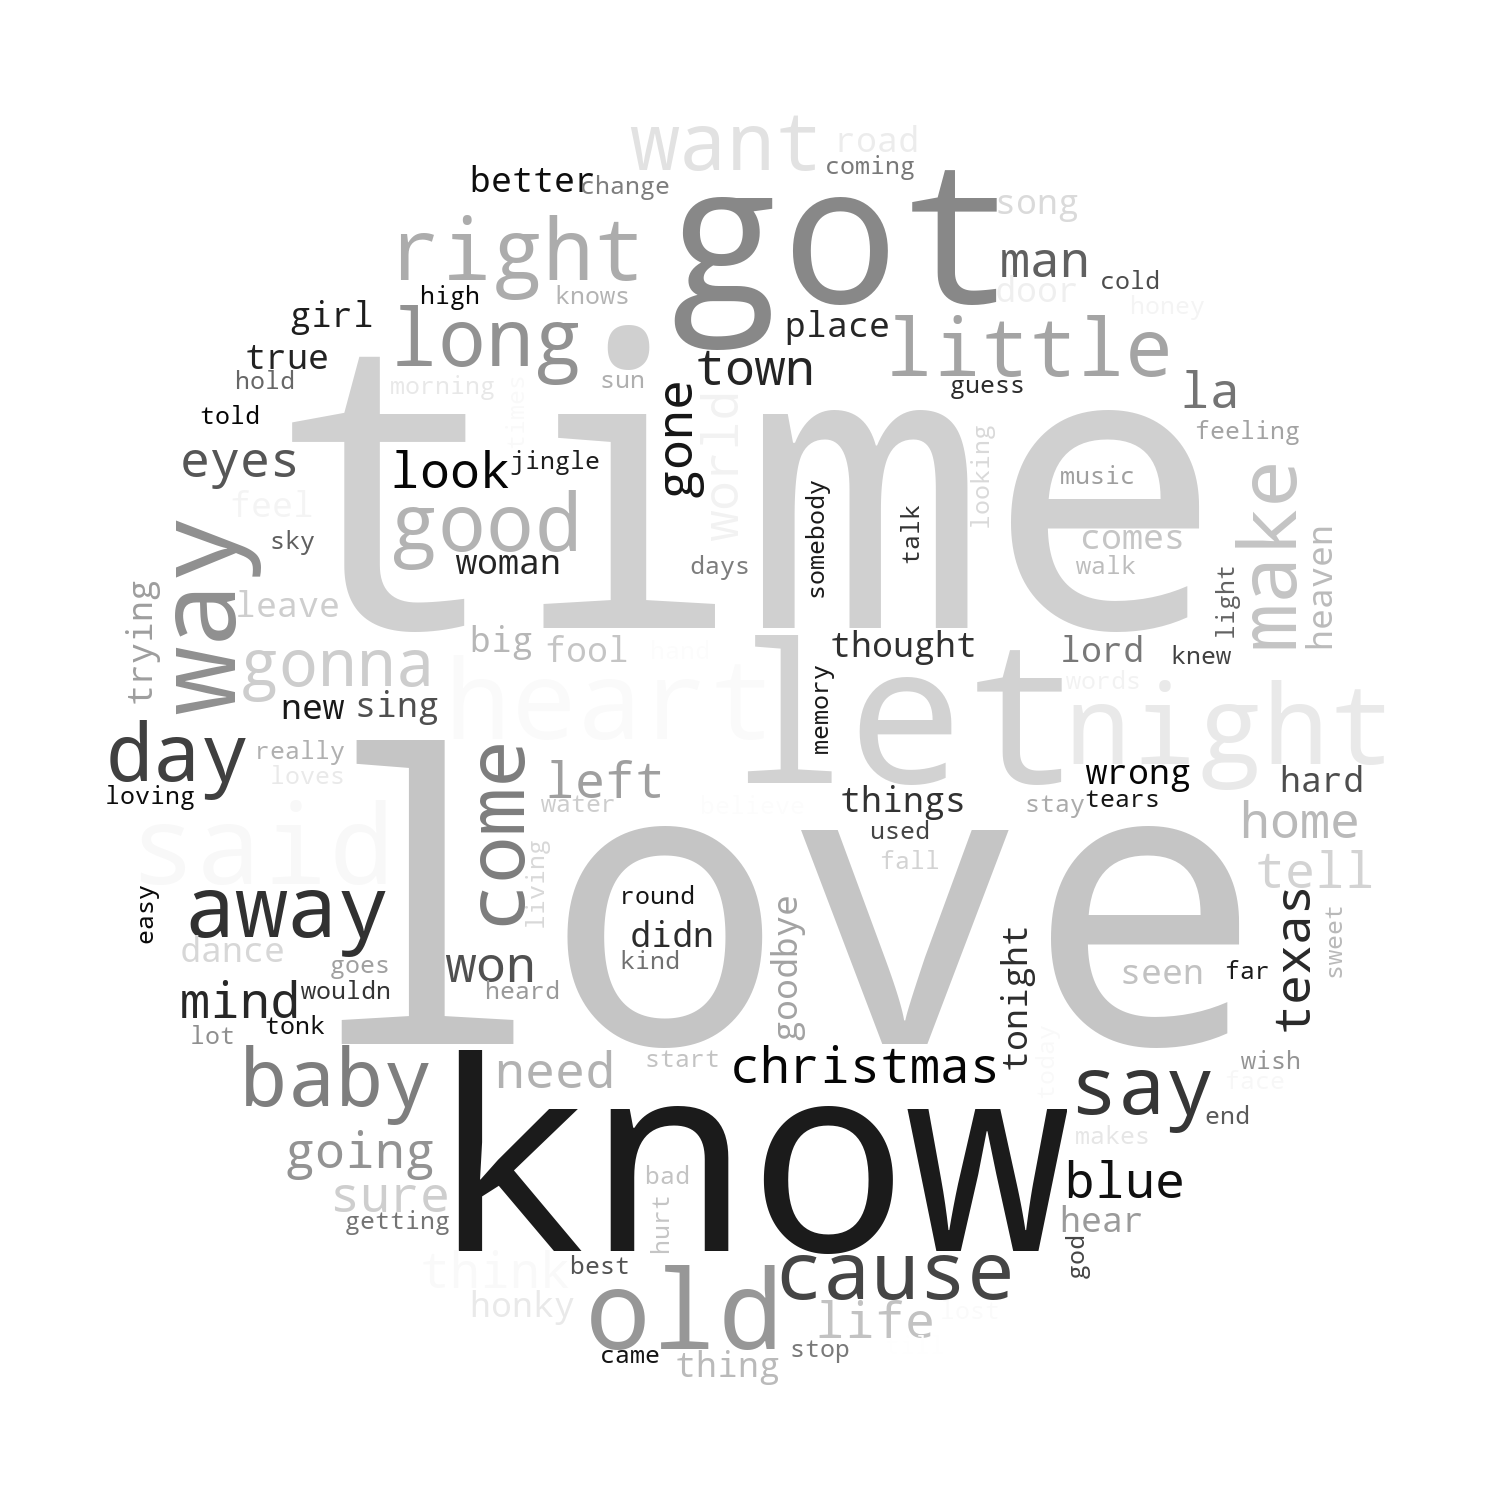 want road
coming
better change
got
song
right
man
cold
door
high knows
honey
girl
long
place
little
true
town
hold
morning
sun
times
gone
world
guess
la
told
time
feeling
eyes
look jingle
looking
music
make
feel
good
somebody
talk
sky
comes
way
woman
days
walk
heaven
trying
leave
light
big fool
hand
thought
lord
knew
gonna
heart
let
memory
words
night
new sing
day
really
loves
come
left
wrong
hard
loving
water
believe
things
stay tears
home
said
used
living
fall
tell
easy
away
round
love
goodbye
didn
texas
sweet
dance
goes
won
kind
tonight
seen far
mind wouldn
heard
lot tonk
baby
need
start
christmas
today
wish
face
say
end
know
going
makes
sure
bad
hurt
blue
getting
hear
god
think
best
cause
honky
old
life
lost
came
thing
stop